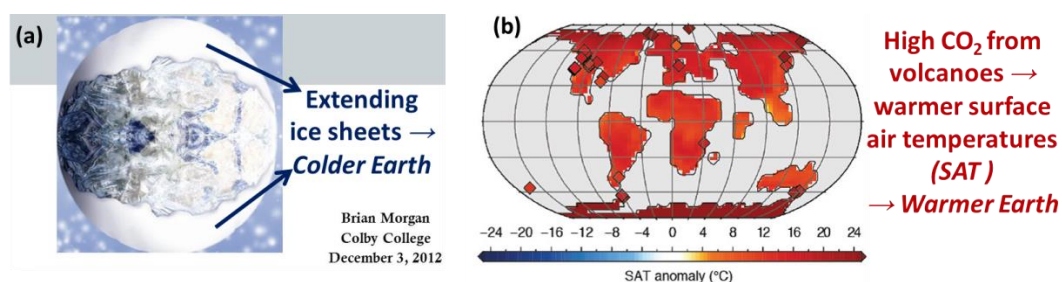 (a)
Extending
ice sheets →
Colder Earth
Brian Morgan
Colby College
December 3, 2012
(b)
−24 −20 −16 −12 −8 −4 0 4 8 12 16 20 24
SAT anomaly (°C)
High CO₂ from
volcanoes →
warmer surface
air temperatures
(SAT )
→ Warmer Earth